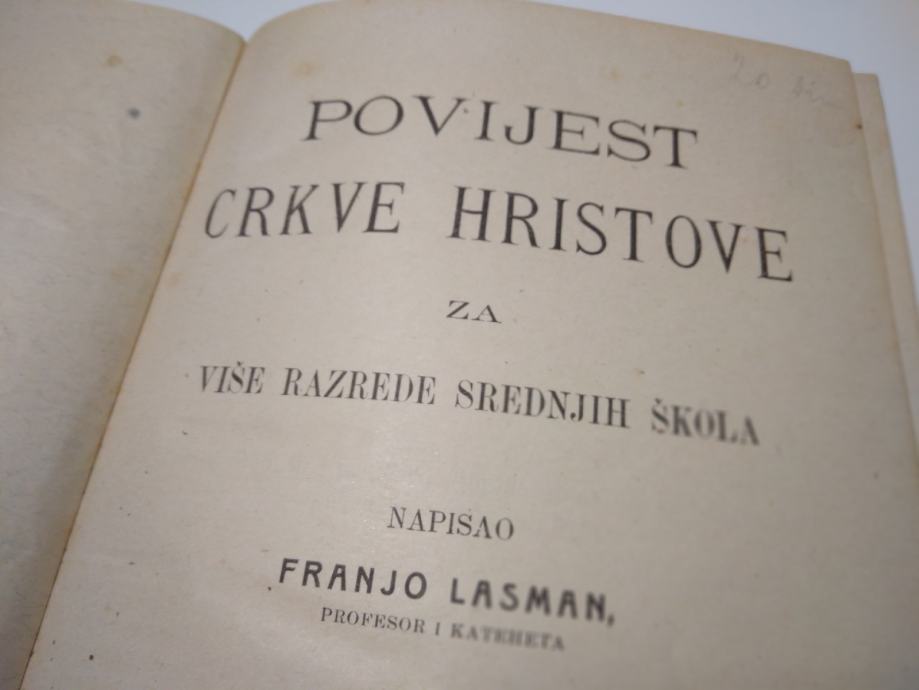 POVIJEST
CRKVE HRISTOVE
ZA
VIŠE RAZREDE SREDNJIH ŠKOLA
NAPISAO
FRANJO LASMAN,
PROFESOR I KATEHETA